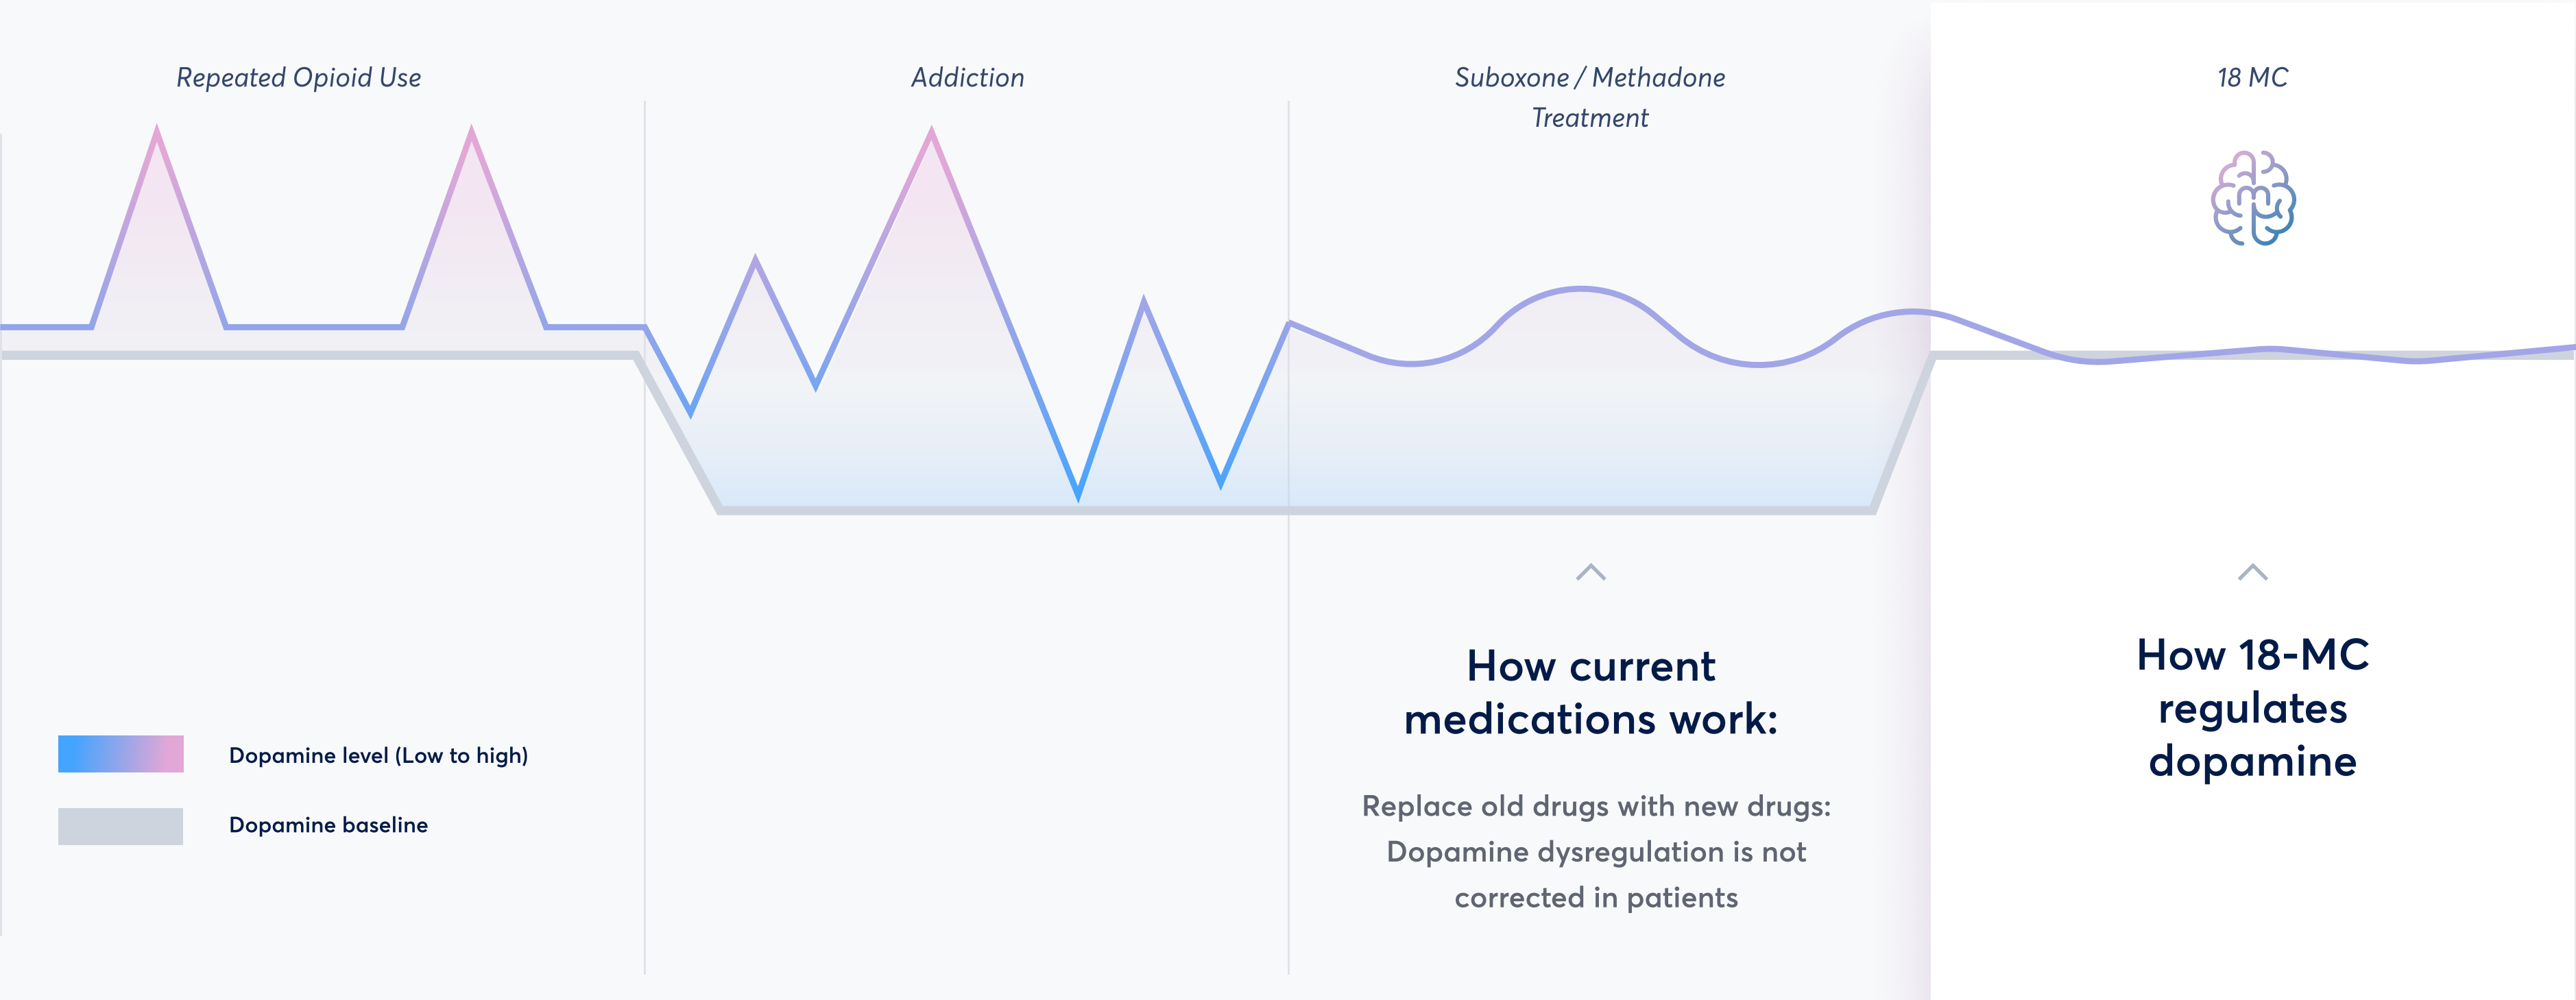 Repeated Opioid Use
Addiction
Suboxone / Methadone
Treatment
18 MC
How current
medications work:
Replace old drugs with new drugs:
Dopamine dysregulation is not
corrected in patients
How 18-MC
regulates
dopamine
Dopamine level (Low to high)
Dopamine baseline